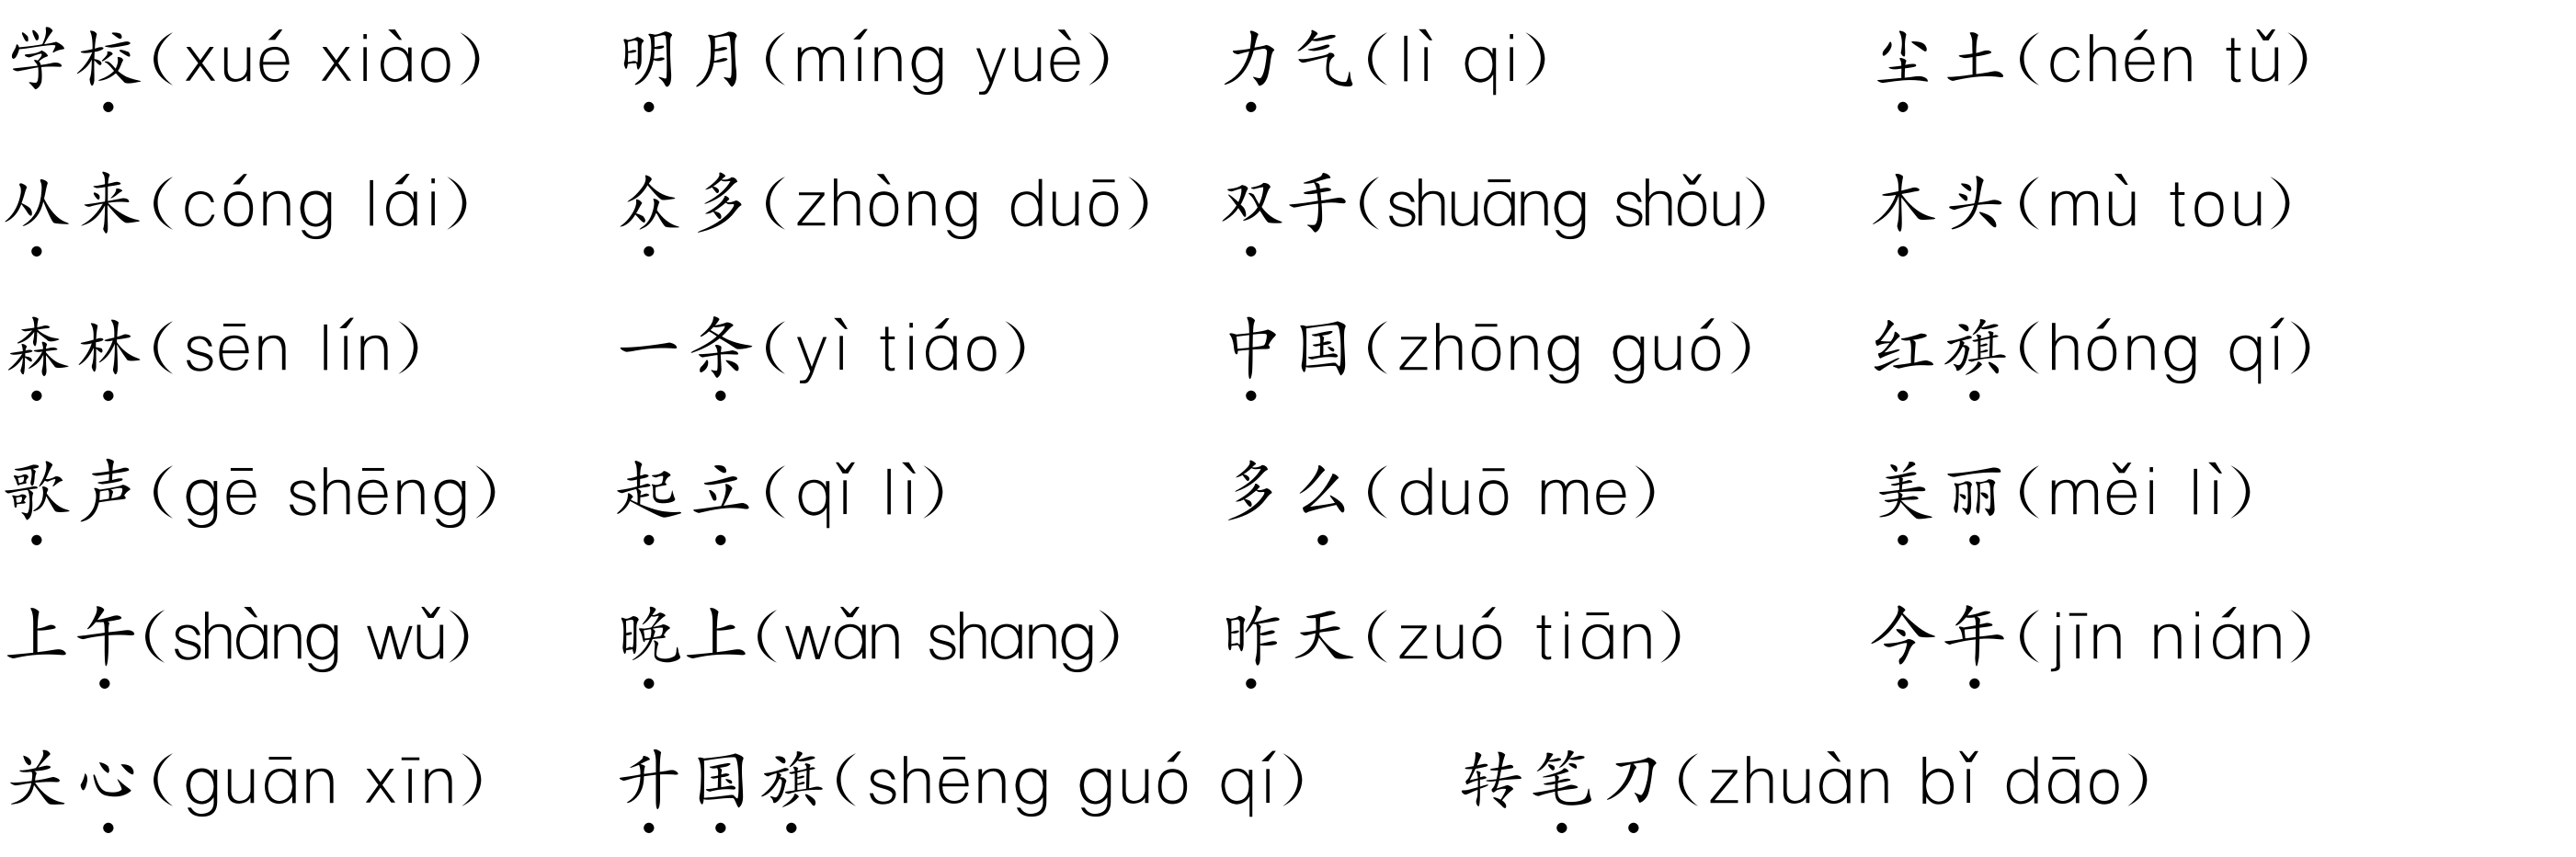 学校(xué xiào) 明月(míng yuè) 力气(lì qi) 尘土(chén tǔ)
从来(cóng lái) 众多(zhòng duō) 双手(shuāng shǒu) 木头(mù tou)
森林(sēn lín) 一条(yì tiáo) 中国(zhōng guó) 红旗(hóng qí)
歌声(gē shēng) 起立(qǐ lì) 多么(duō me) 美丽(měi lì)
上午(shàng wǔ) 晚上(wǎn shang) 昨天(zuó tiān) 今年(jīn nián)
关心(guān xīn) 升国旗(shēng guó qí) 转笔刀(zhuàn bǐ dāo)